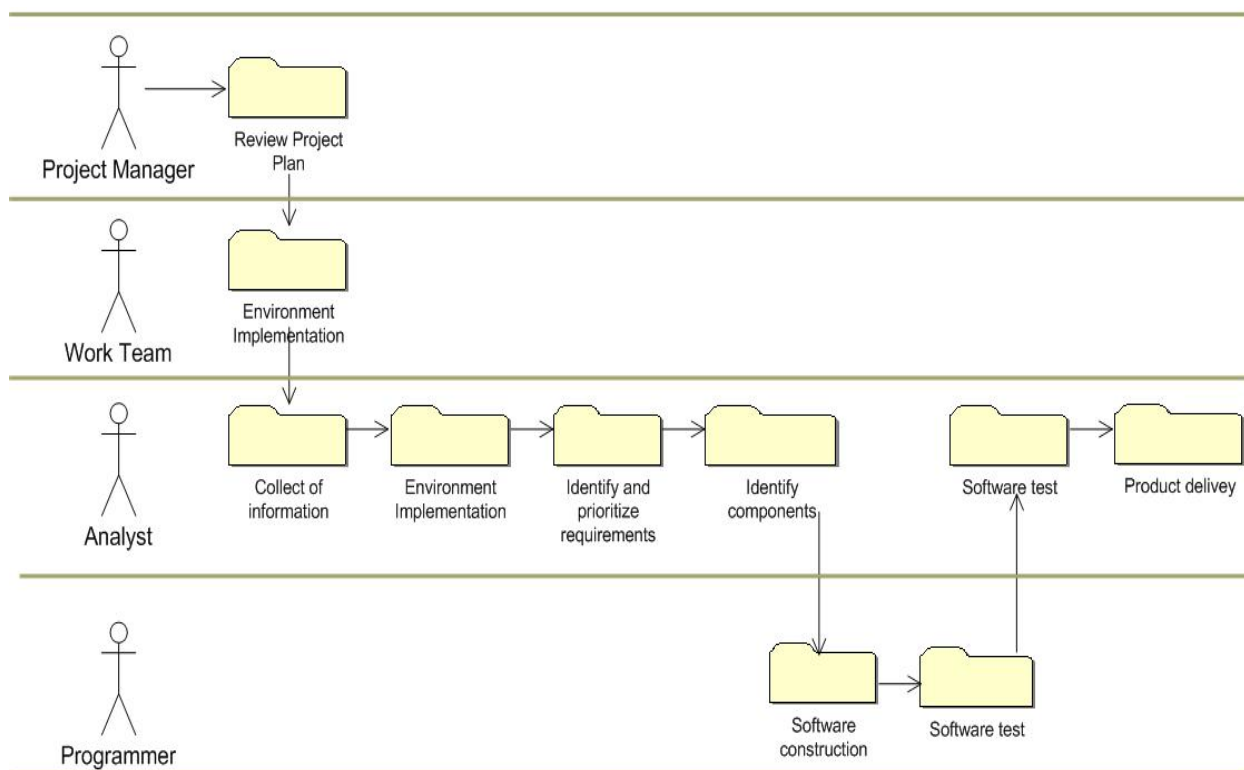 Project Manager
Review Project
Plan
Work Team
Environment
Implementation
Analyst
Collect of
information
Environment
Implementation
Identify and
prioritize
requirements
Identify
components
Software test
Product delivey
Programmer
Software
construction
Software test